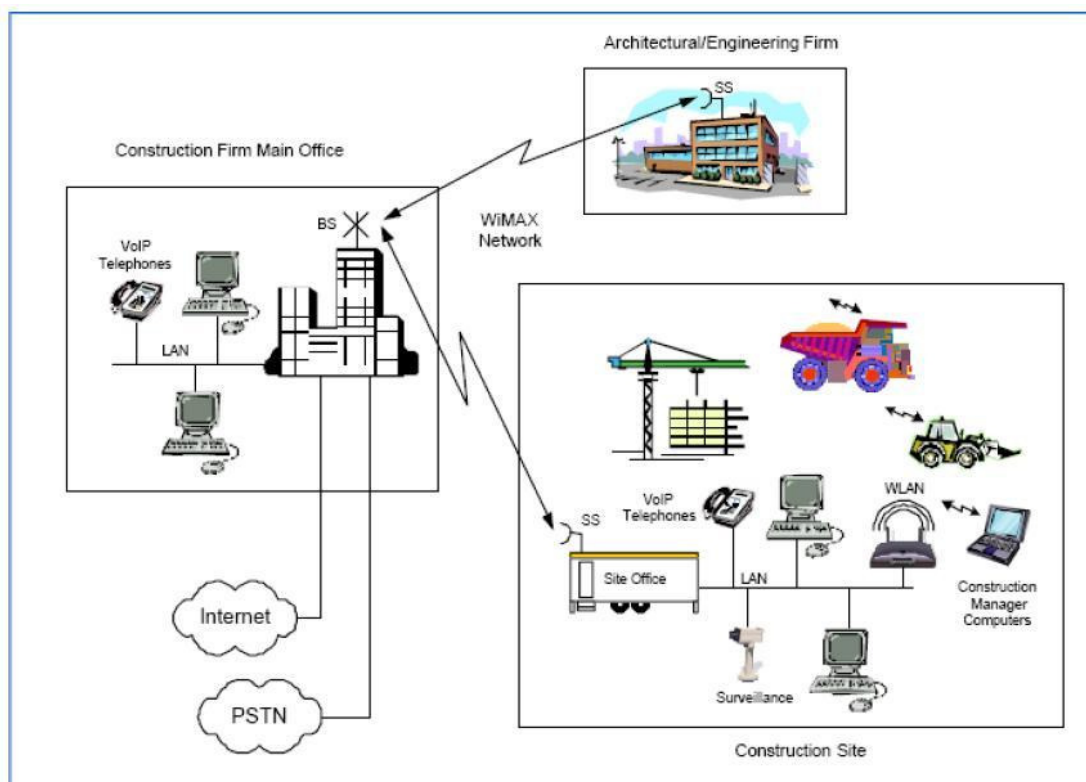 Architectural/Engineering Firm
SS
Construction Firm Main Office
BS
WiMAX
Network
VoIP
Telephones
LAN
WLAN
VoIP
Telephones
SS
Site Office
LAN
Construction
Manager
Computers
Internet
Surveillance
PSTN
Construction Site